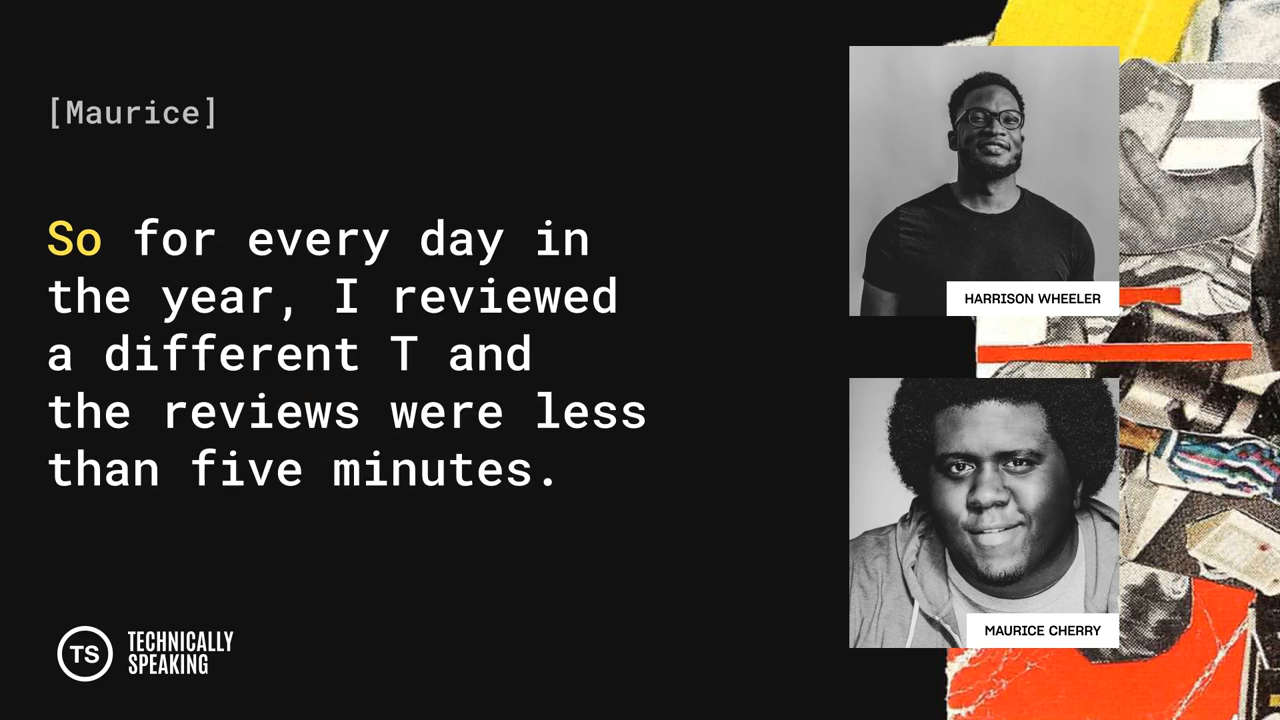 [Maurice]
So for every day in
the year, I reviewed
a different T and
the reviews were less
than five minutes.
TS
TECHNICALLY
SPEAKING
HARRISON WHEELER
MAURICE CHERRY